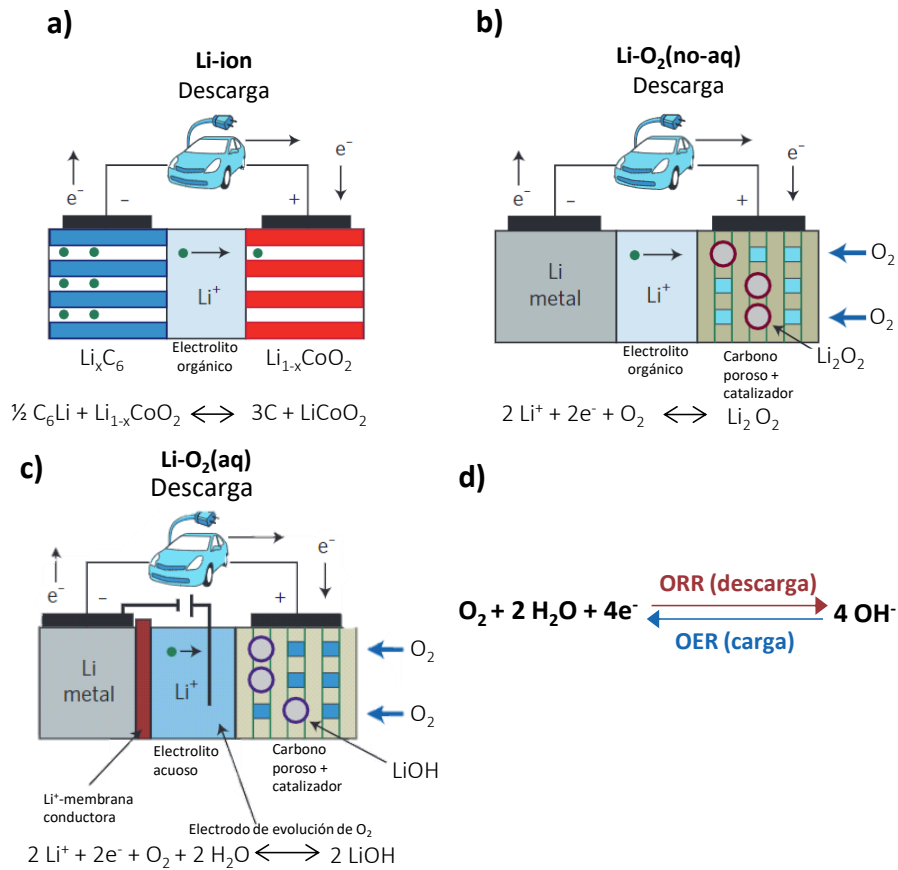 a)
Li-ion
Descarga
e⁻
−
+
e⁻
Li⁺
LiₓC₆
Electrolito
orgánico
Li₁₋ₓCoO₂
½ C₆Li + Li₁₋ₓCoO₂ ↔ 3C + LiCoO₂
b)
Li-O₂(no-aq)
Descarga
e⁻
−
+
e⁻
Li
metal
Li⁺
O₂
O₂
Li₂O₂
Electrolito
orgánico
Carbono
poroso +
catalizador
2 Li⁺ + 2e⁻ + O₂ ↔ Li₂ O₂
c)
Li-O₂(aq)
Descarga
e⁻
−
+
e⁻
Li
metal
Li⁺
O₂
O₂
LiOH
Electrolito
acuoso
Carbono
poroso +
catalizador
Li⁺-membrana
conductora
Electrodo de evolución de O₂
2 Li⁺ + 2e⁻ + O₂ + 2 H₂O ↔ 2 LiOH
d)
ORR (descarga)
O₂ + 2 H₂O + 4e⁻ 4 OH⁻
OER (carga)